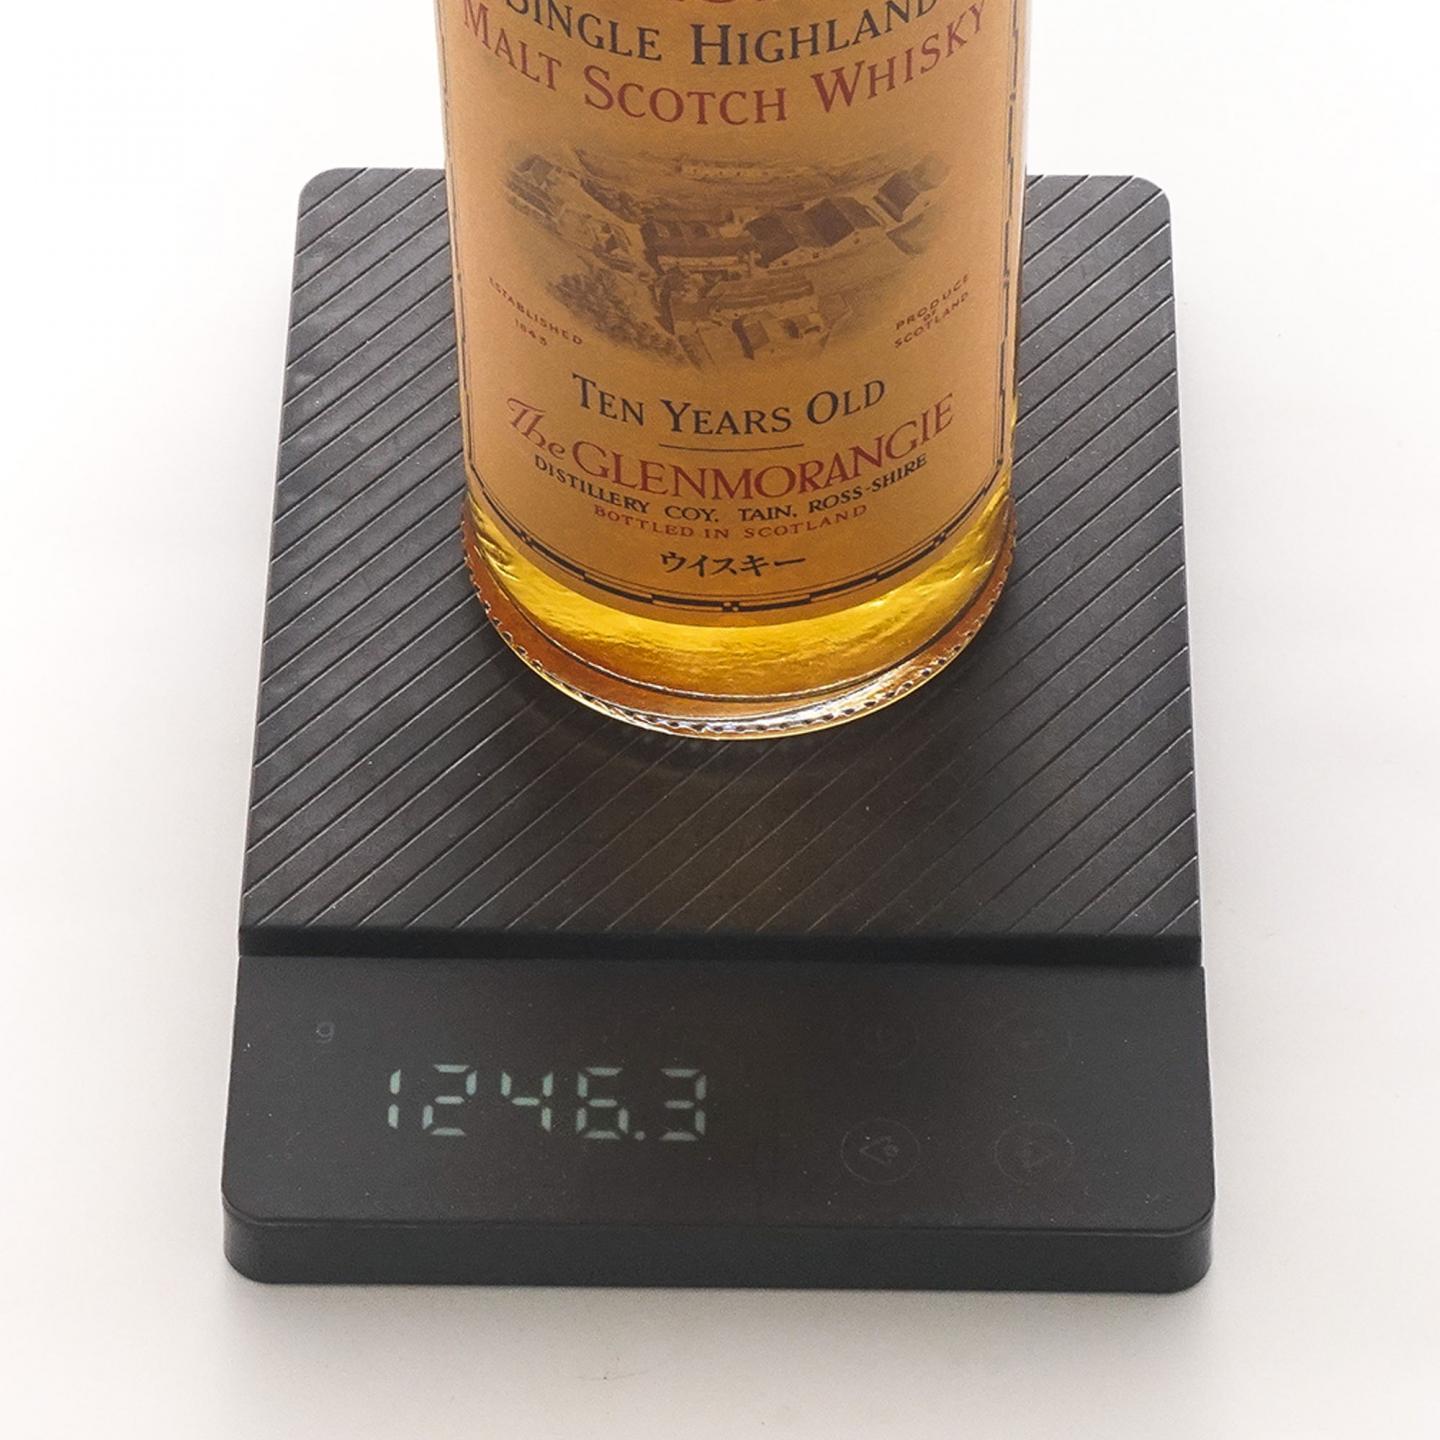 SINGLE HIGHLAND
MALT SCOTCH WHISKY
ESTABLISHED
1843
PRODUCE
OF
SCOTLAND
TEN YEARS OLD
The GLENMORANGIE
DISTILLERY COY, TAIN, ROSS-SHIRE
BOTTLED IN SCOTLAND
ウイスキー
g
1246.3